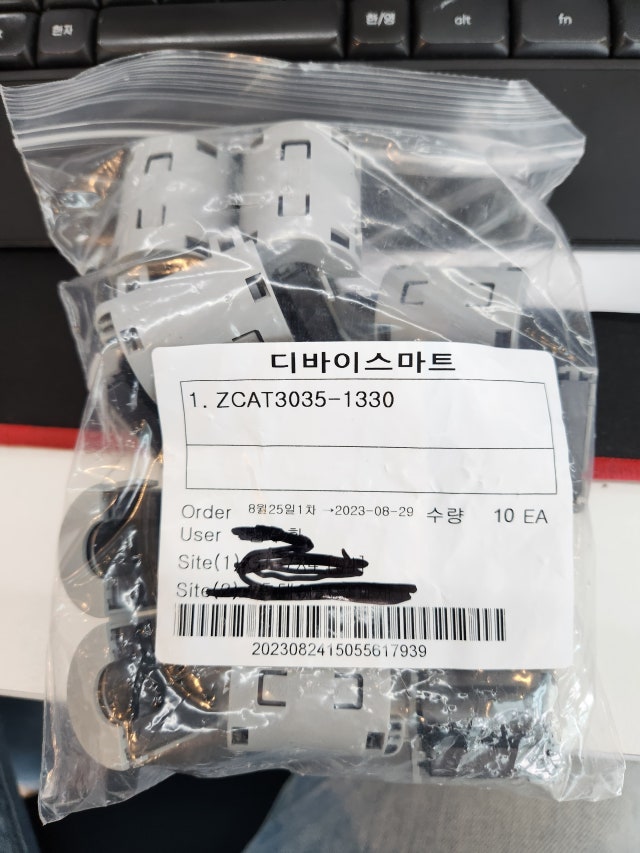 한자
한/영
alt
fn
디바이스마트
1. ZCAT3035-1330
Order 8월25일1차 →2023-08-29 수량 10 EA
User
Site(1)
Site(2)
2023082415055617939